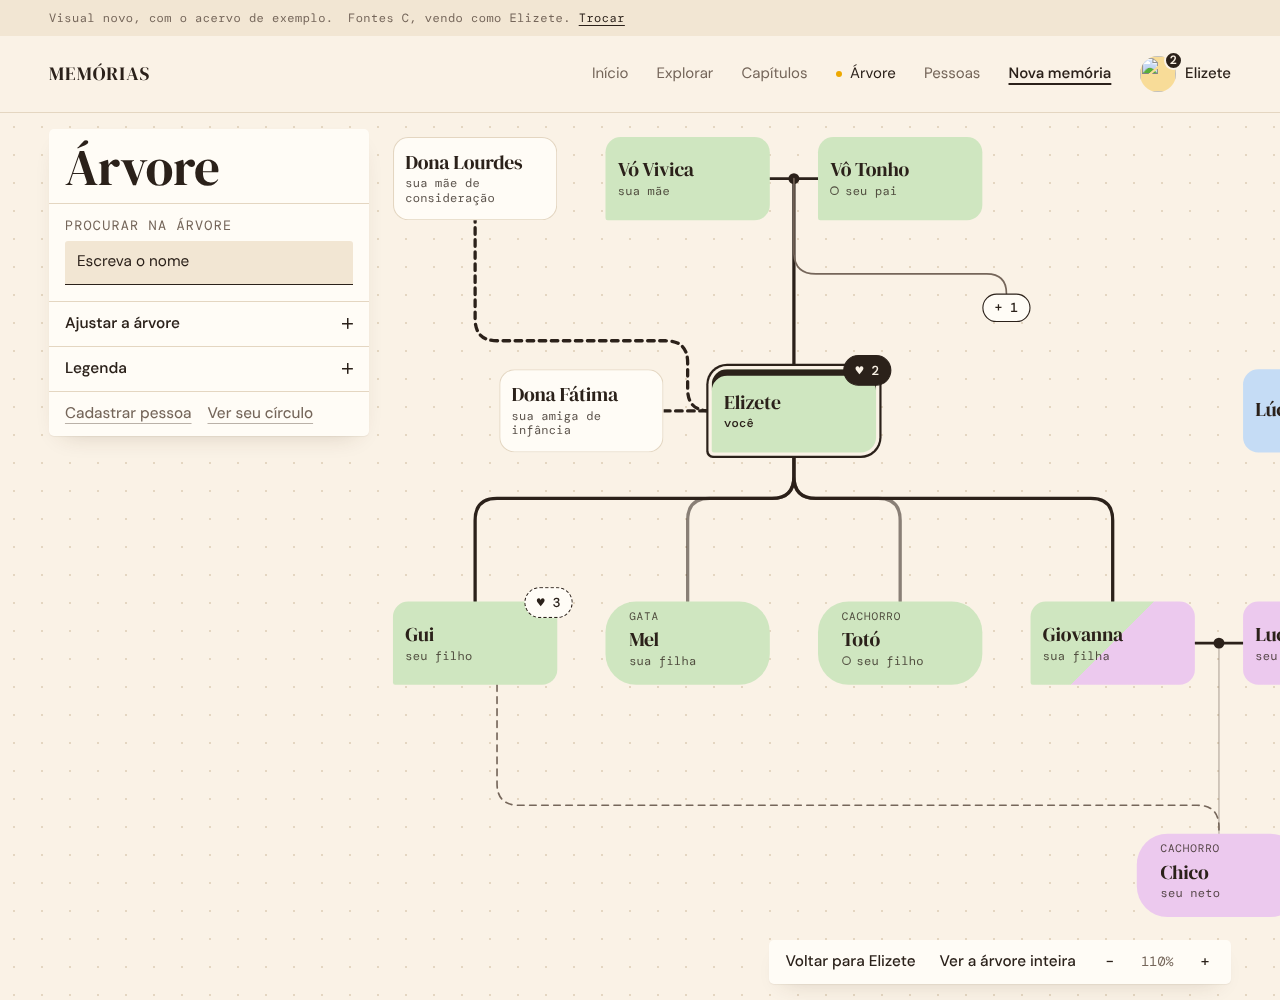 Visual novo, com o acervo de exemplo. Fontes C, vendo como Elizete. Trocar
MEMÓRIAS
Início Explorar Capítulos Árvore Pessoas Nova memória 2 Elizete
Árvore
PROCURAR NA ÁRVORE
Escreva o nome
Ajustar a árvore +
Legenda +
Cadastrar pessoa Ver seu círculo
Dona Lourdes
sua mãe de
consideração
Vó Vivica
sua mãe
Vô Tonho
seu pai
+ 1
Dona Fátima
sua amiga de
infância
♥ 2
Elizete
você
Lúc
Gui
seu filho
♥ 3
GATA
Mel
sua filha
CACHORRO
Totó
seu filho
Giovanna
sua filha
Luc
seu
CACHORRO
Chico
seu neto
Voltar para Elizete Ver a árvore inteira - 110% +